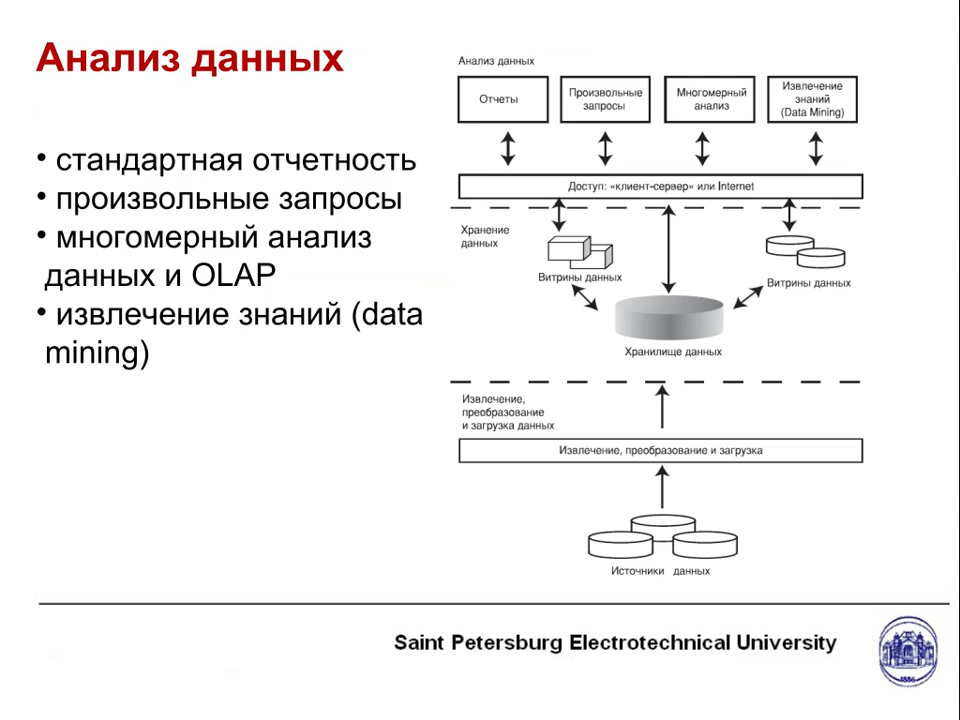 Анализ данных
• стандартная отчетность
• произвольные запросы
• многомерный анализ
данных и OLAP
• извлечение знаний (data
mining)
Анализ данных
Отчеты
Произвольные
запросы
Многомерный
анализ
Извлечение
знаний
(Data Mining)
Доступ: «клиент-сервер» или Internet
Хранение
данных
Витрины данных
Витрины данных
Хранилище данных
Извлечение,
преобразование
и загрузка данных
Извлечение, преобразование и загрузка
Источники данных
Saint Petersburg Electrotechnical University
1886